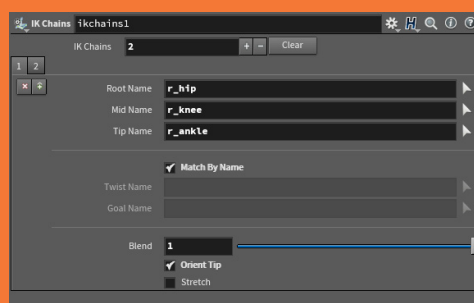 IK Chains ikchains1
IK Chains 2 + - Clear
1 2
Root Name r_hip
Mid Name r_knee
Tip Name r_ankle
Match By Name
Twist Name
Goal Name
Blend 1
Orient Tip
Stretch